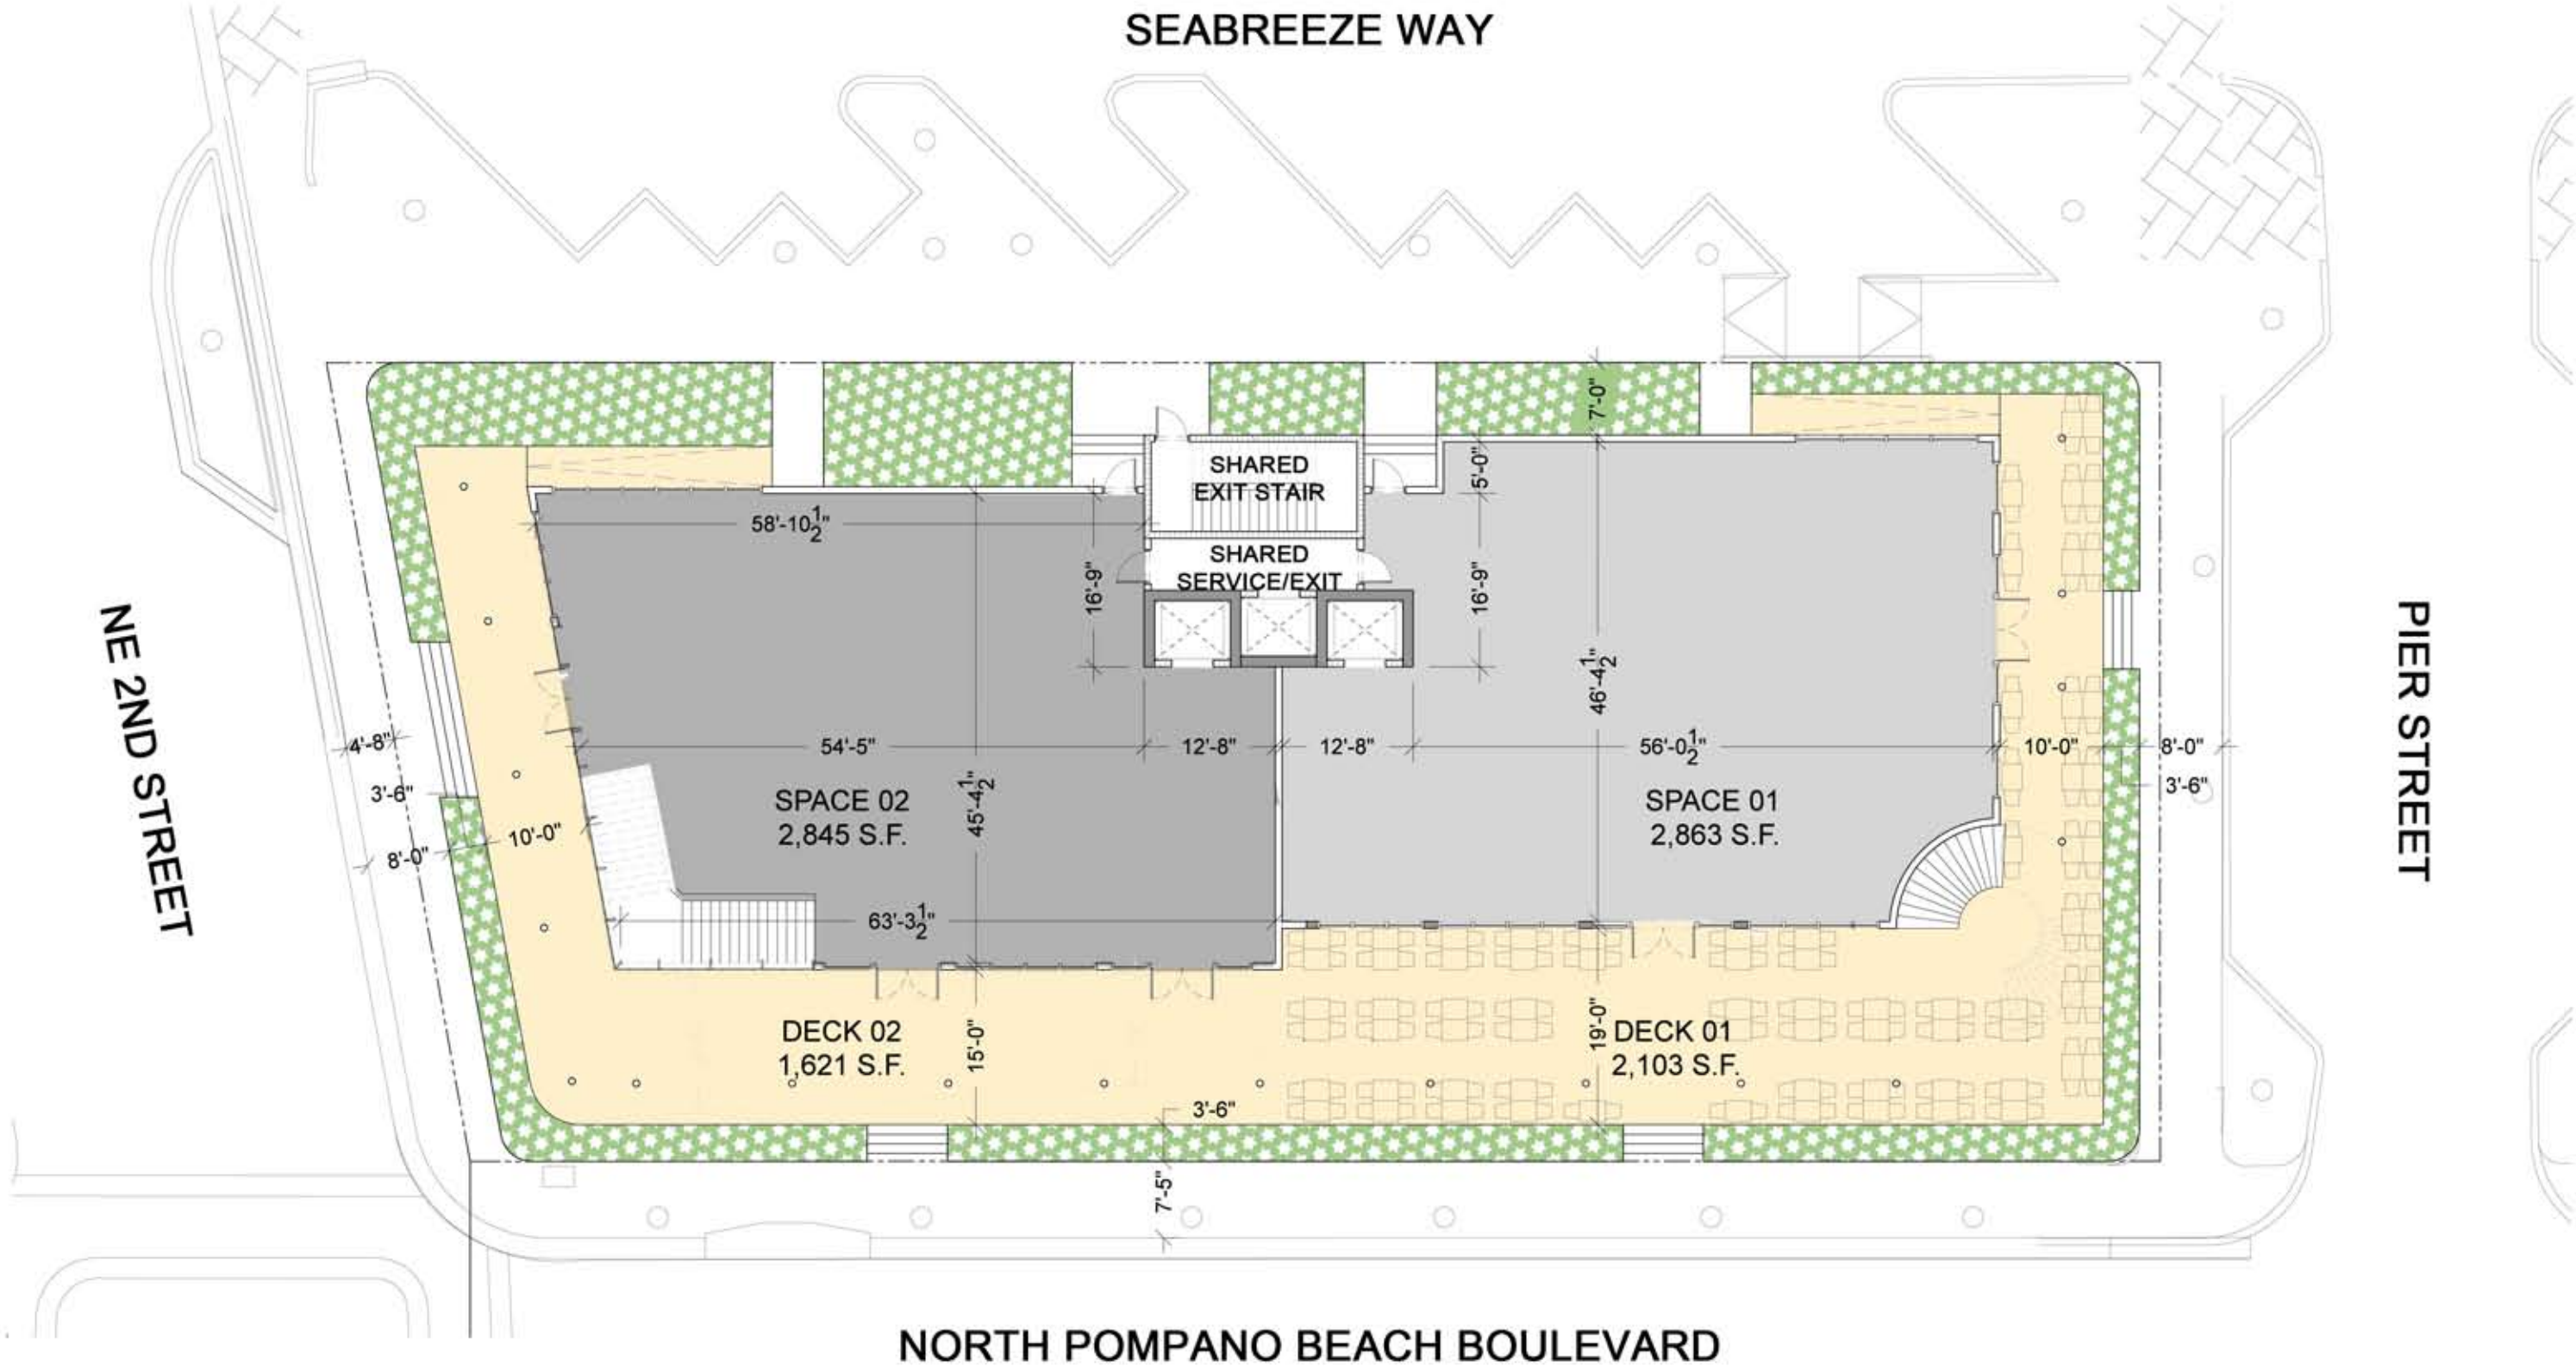 SEABREEZE WAY
7'-0"
SHARED
EXIT STAIR
5'-0"
58'-10 1/2"
SHARED
SERVICE/EXIT
16'-9"
16'-9"
46'-4 1/2"
NE 2ND STREET
PIER STREET
4'-8"
54'-5"
12'-8"
12'-8"
56'-0 1/2"
10'-0"
8'-0"
3'-6"
3'-6"
SPACE 02
2,845 S.F.
45'-4 1/2"
SPACE 01
2,863 S.F.
10'-0"
8'-0"
63'-3 1/2"
DECK 02
1,621 S.F.
15'-0"
19'-0"
DECK 01
2,103 S.F.
3'-6"
7'-5"
NORTH POMPANO BEACH BOULEVARD